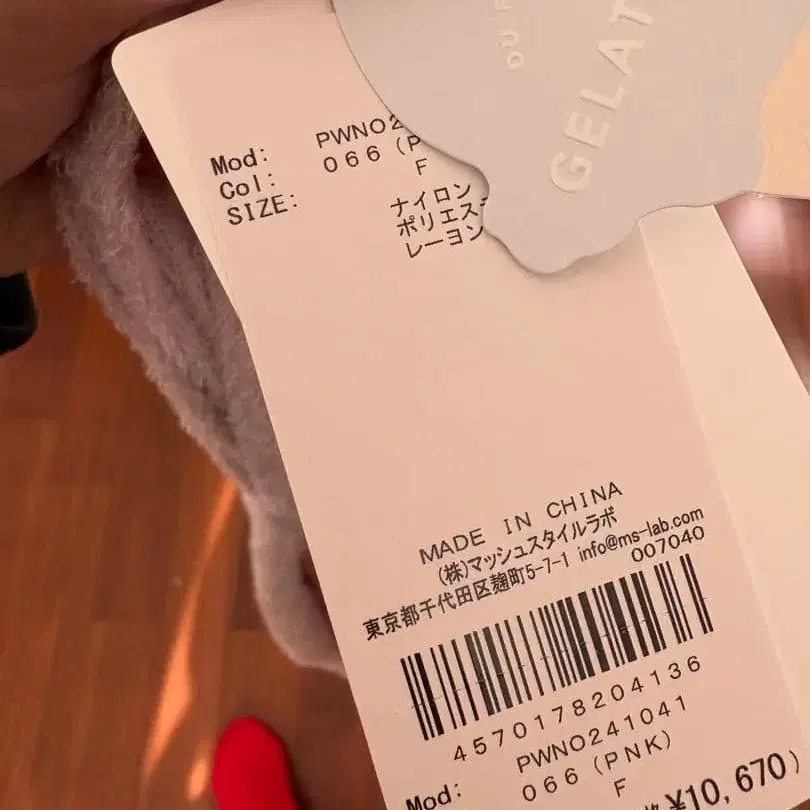 GELAT
Mod: PWNO2
Col: 066 (P
SIZE: F
ナイロン
ポリエス
レーヨン
MADE IN CHINA
(株)マッシュスタイルラボ
東京都千代田区麹町5-7-1 info@ms-lab.com
007040
4570178204136
Mod: PWNO241041
066 (PNK)
F
格 ¥10,670)